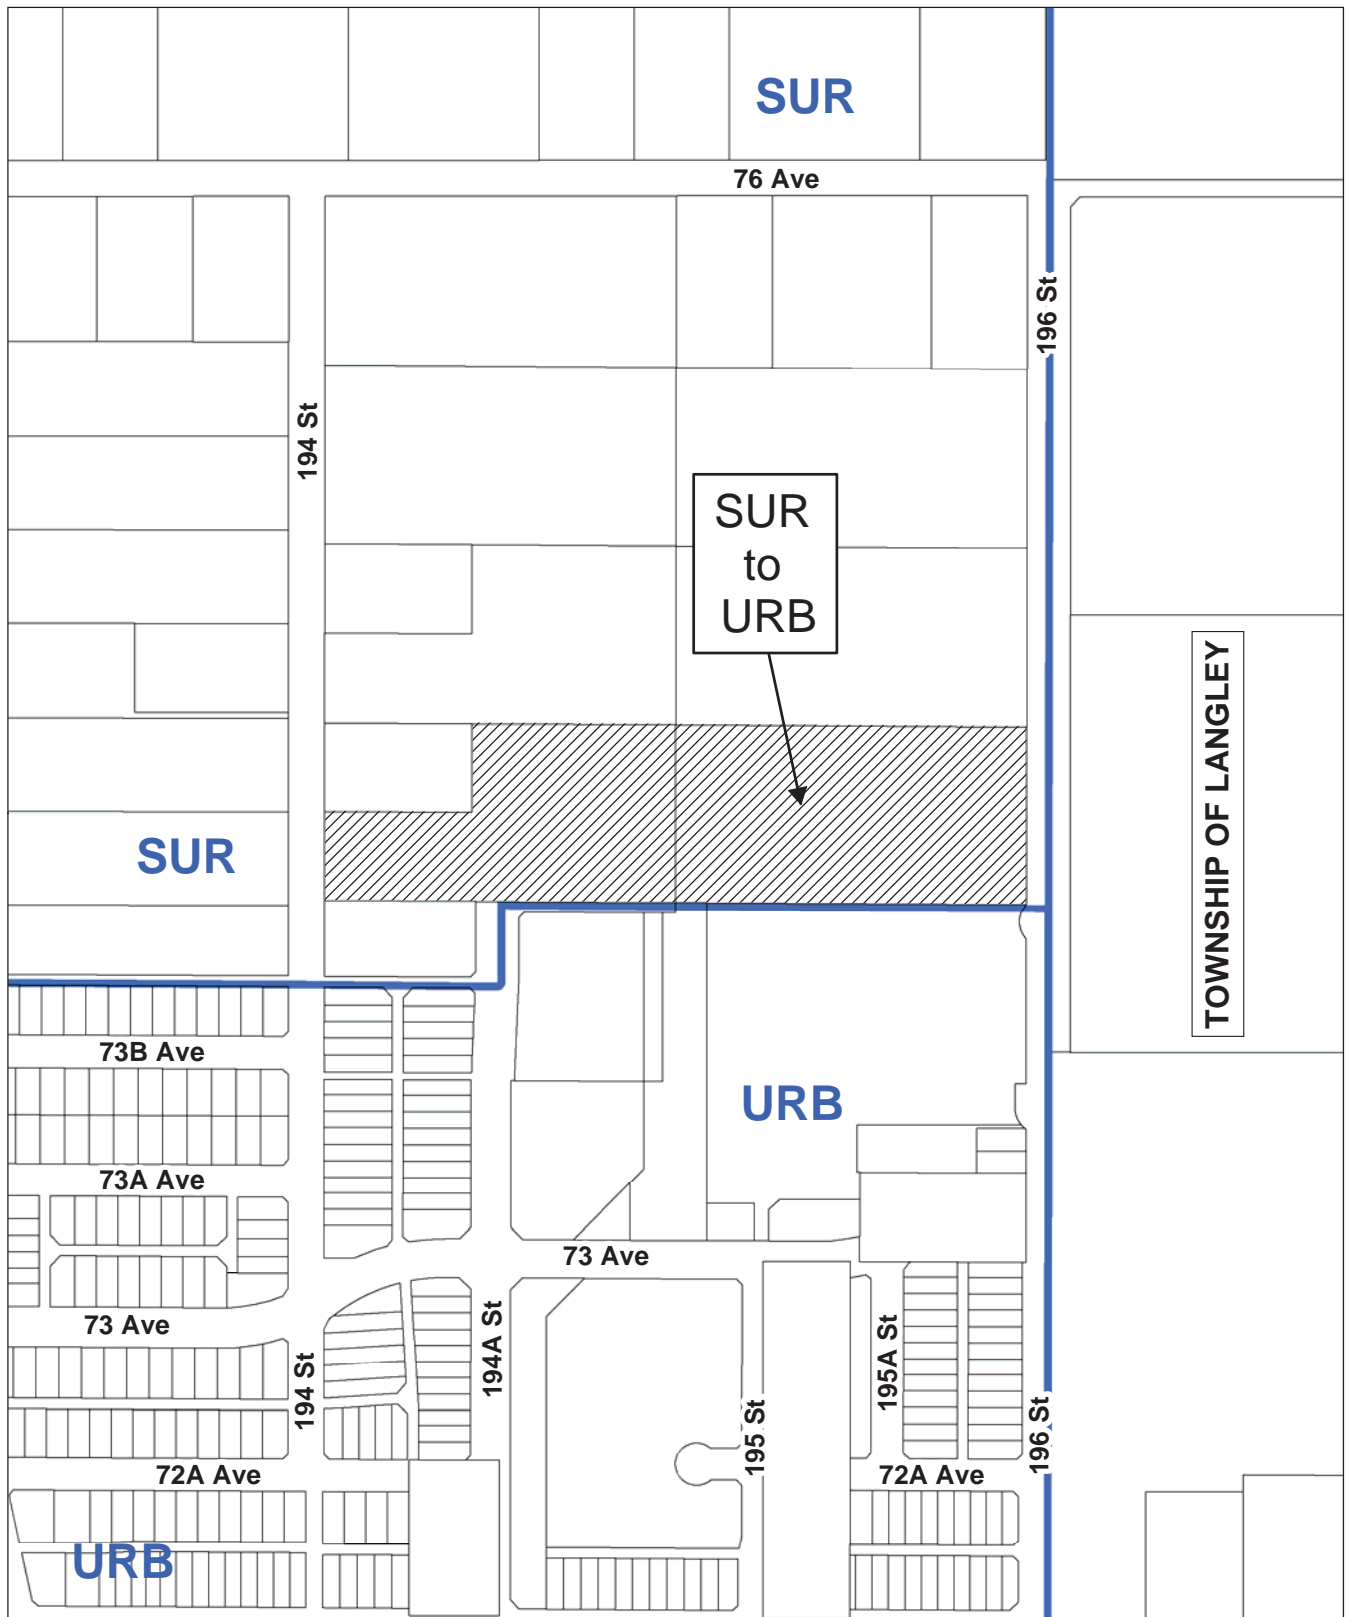 SUR
76 Ave
196 St
194 St
SUR
to
URB
TOWNSHIP OF LANGLEY
SUR
73B Ave
URB
73A Ave
73 Ave
73 Ave
194A St
195A St
194 St
195 St
196 St
72A Ave
72A Ave
URB